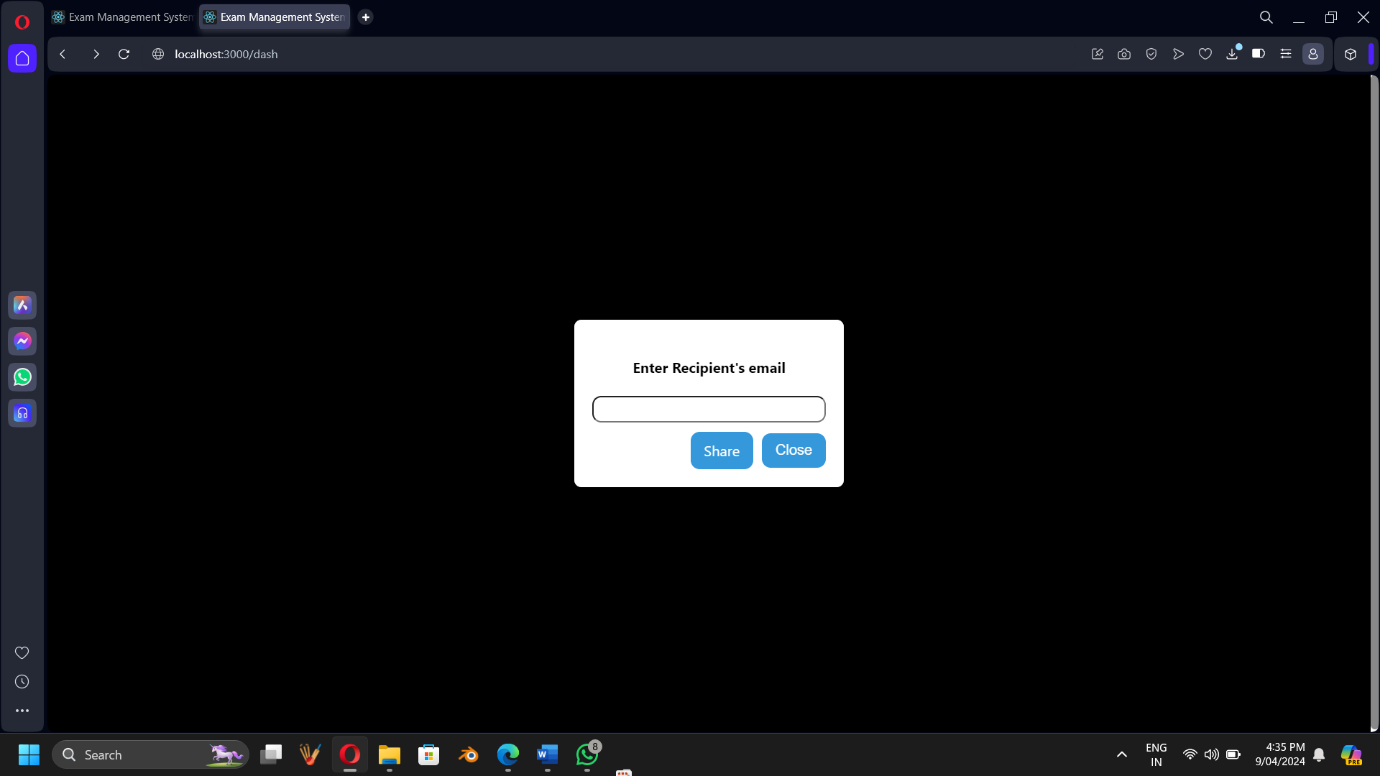 Exam Management System
Exam Management System
localhost:3000/dash
Enter Recipient's email
Share
Close
Search
8
ENG
IN
4:35 PM
9/04/2024
PRE